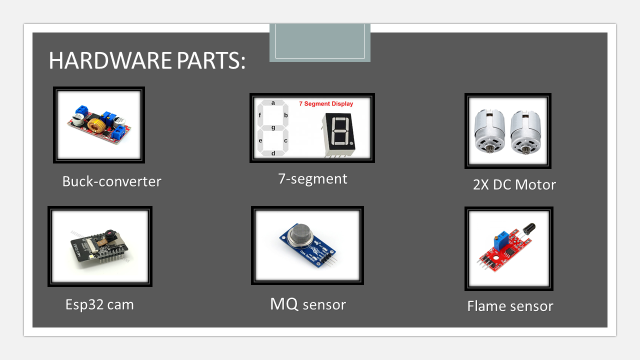 HARDWARE PARTS:
7 Segment Display
a
f b
g
e c
d
Buck-converter
7-segment
2X DC Motor
Esp32 cam
MQ sensor
Flame sensor